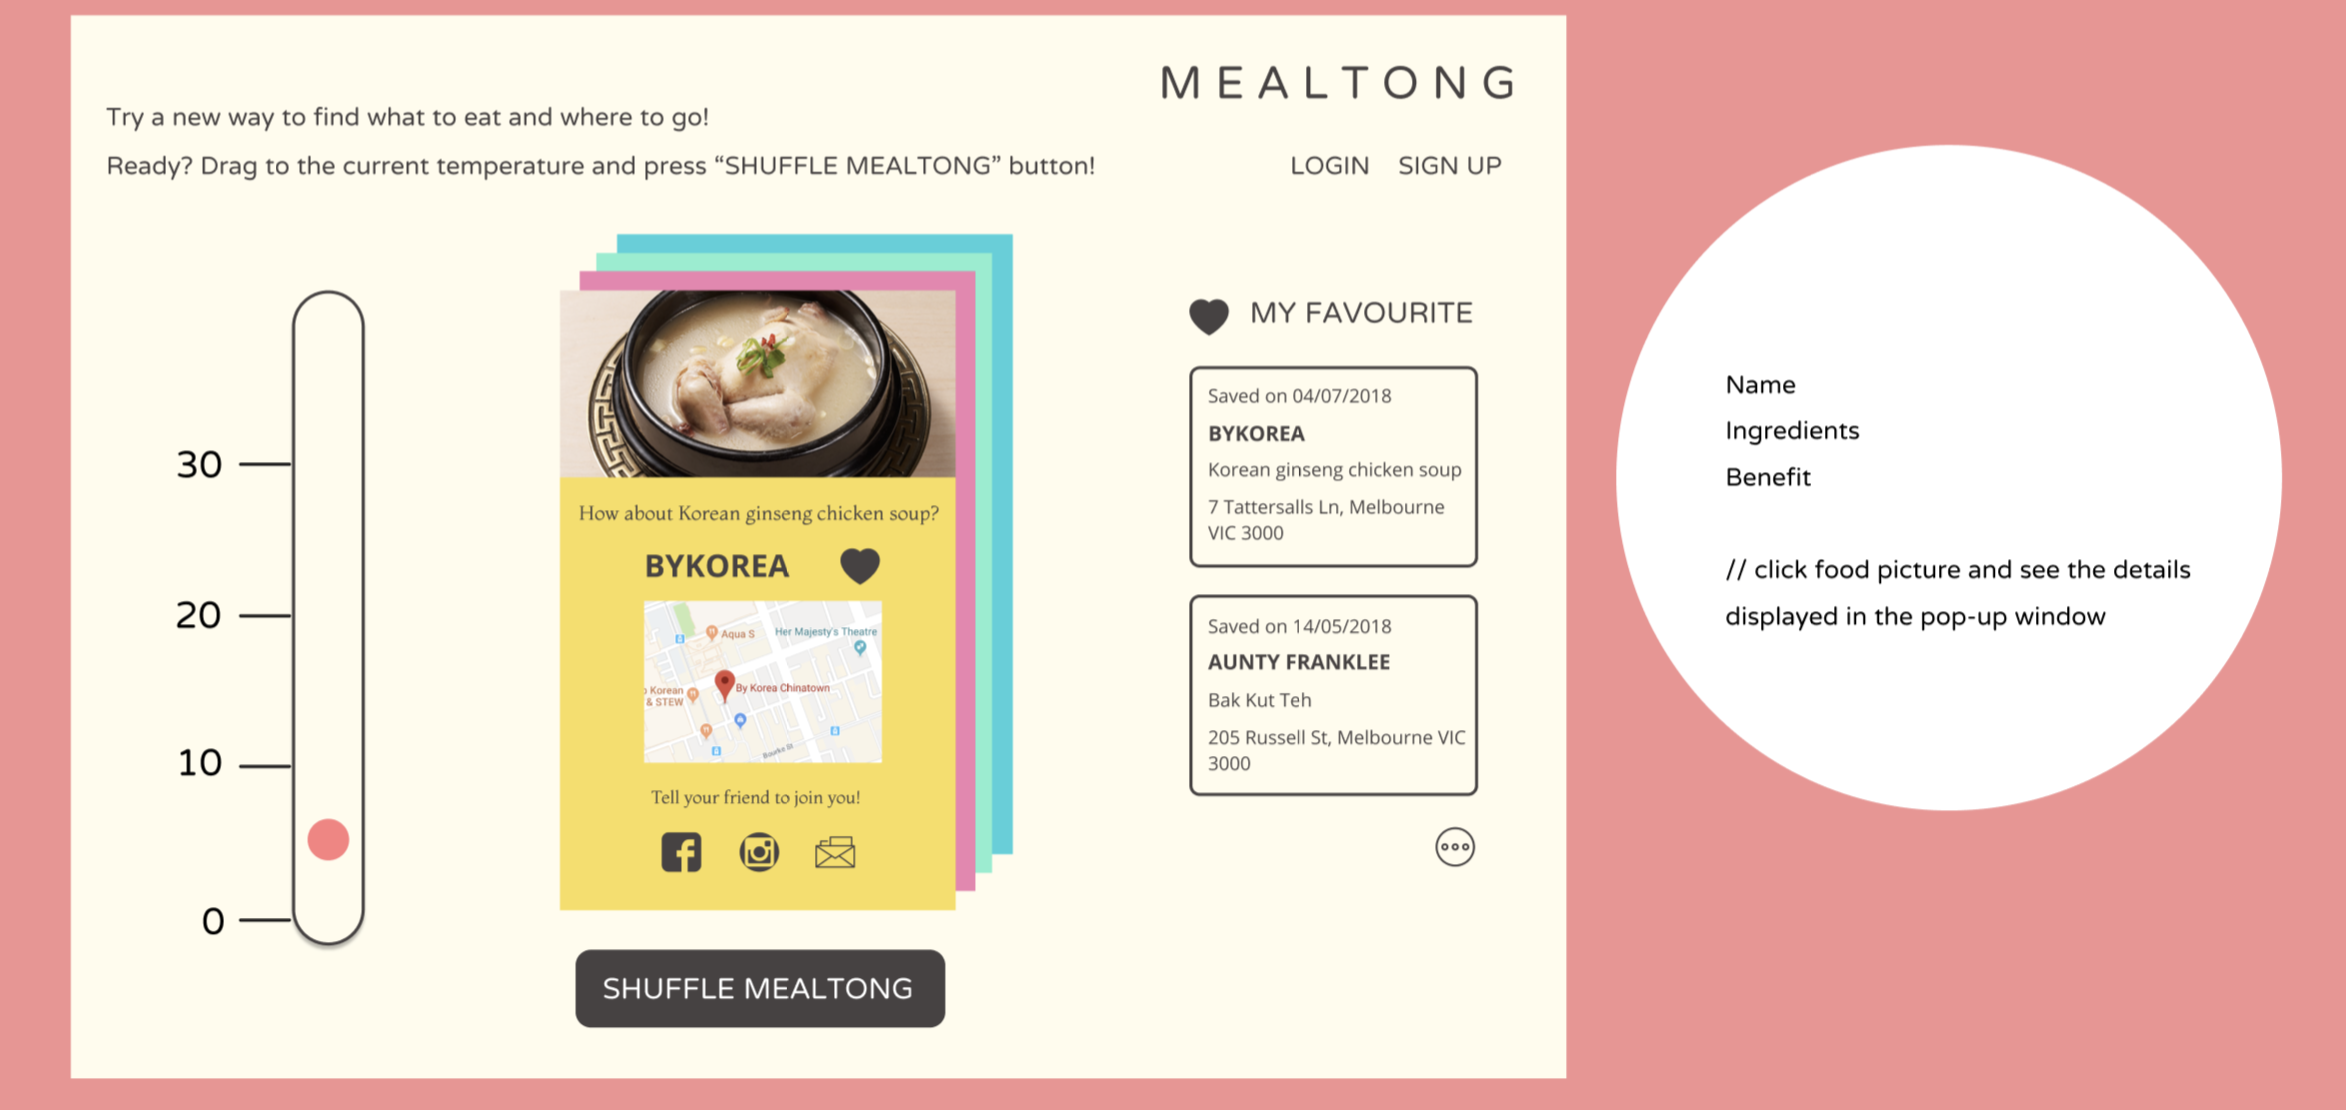 MEALTONG
Try a new way to find what to eat and where to go!
Ready? Drag to the current temperature and press “SHUFFLE MEALTONG” button!
LOGIN SIGN UP
30
20
10
0
How about Korean ginseng chicken soup?
BYKOREA
Aqua S
Her Majesty's Theatre
Korean
& STEW
By Korea Chinatown
Bourke St
Tell your friend to join you!
SHUFFLE MEALTONG
MY FAVOURITE
Saved on 04/07/2018
BYKOREA
Korean ginseng chicken soup
7 Tattersalls Ln, Melbourne
VIC 3000
Saved on 14/05/2018
AUNTY FRANKLEE
Bak Kut Teh
205 Russell St, Melbourne VIC
3000
Name
Ingredients
Benefit
// click food picture and see the details
displayed in the pop-up window